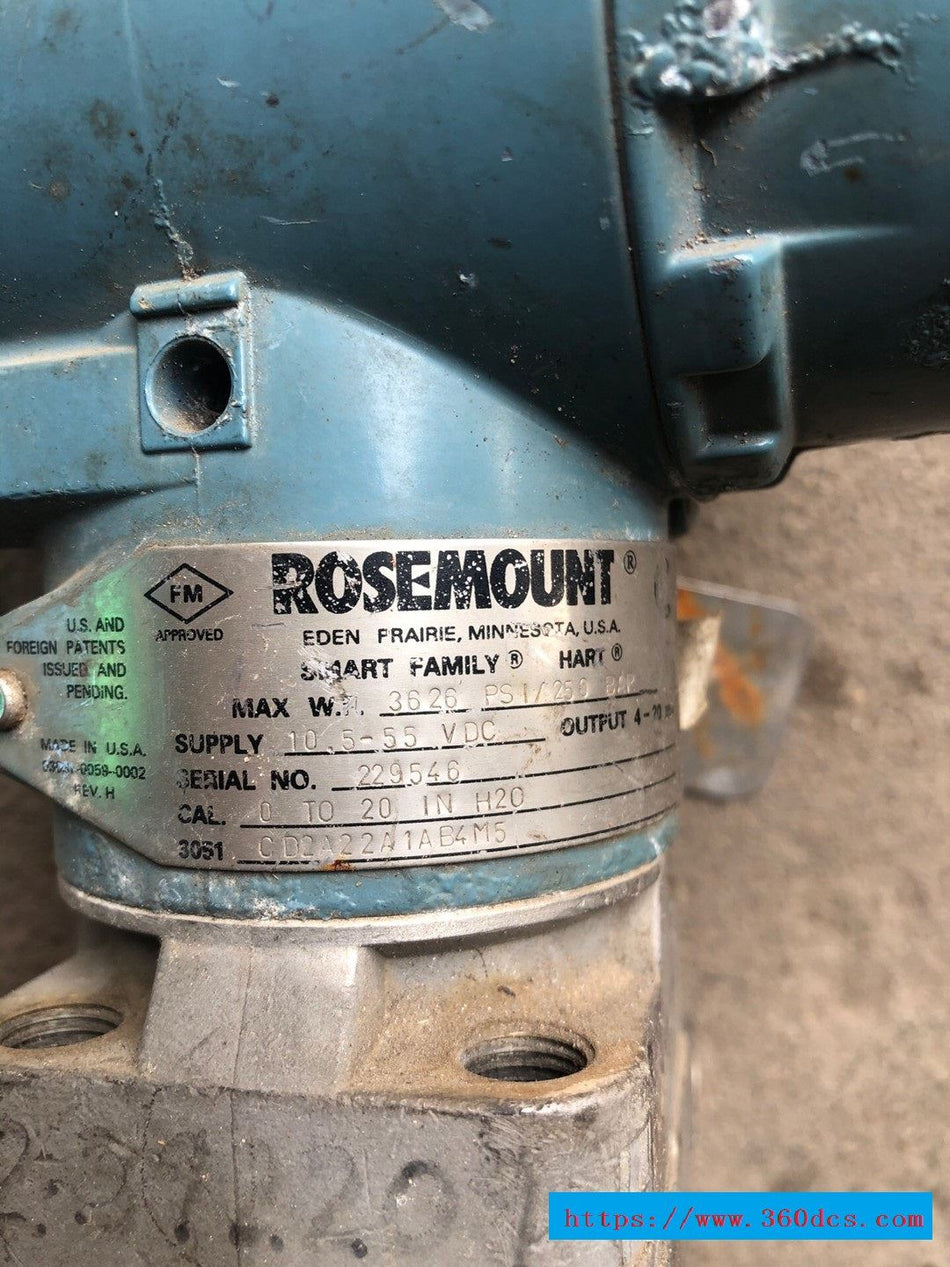 FM
APPROVED
ROSEMOUNT®
EDEN PRAIRIE, MINNESOTA, U.S.A.
SMART FAMILY® HART®
MAX W.P. 3626 PSI/250 BAR
SUPPLY 10.5-55 VDC OUTPUT 4-20
SERIAL NO. 229546
CAL. 0 TO 20 IN H2O
3051 CD2A22A1AB4M5
U.S. AND
FOREIGN PATENTS
ISSUED AND
PENDING.
MADE IN U.S.A.
REV. H
https://www.360dcs.com